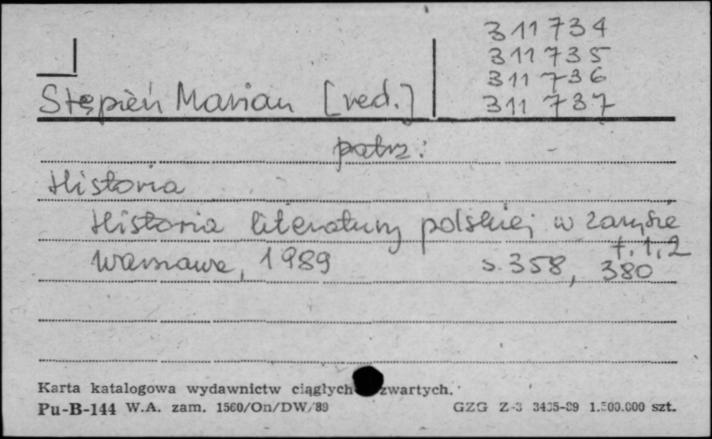 311734
311735
311736
311 737
Stępień Marian [red.]
patrz:
Historia
Historia literatury polskiej w zarysie
t. 1, 2
Warszawa, 1989 s. 358, 380
Karta katalogowa wydawnictw ciągłych zwartych.
Pu-B-144 W.A. zam. 1560/On/DW/89 GZG Z-3 3435-89 1.500.000 szt.